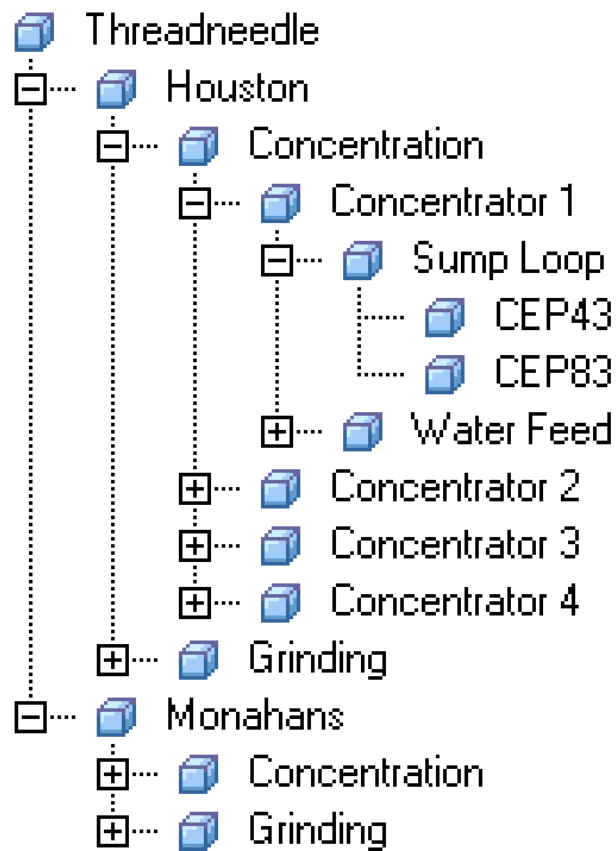 Threadneedle
Houston
Concentration
Concentrator 1
Sump Loop
CEP43
CEP83
Water Feed
Concentrator 2
Concentrator 3
Concentrator 4
Grinding
Monahans
Concentration
Grinding